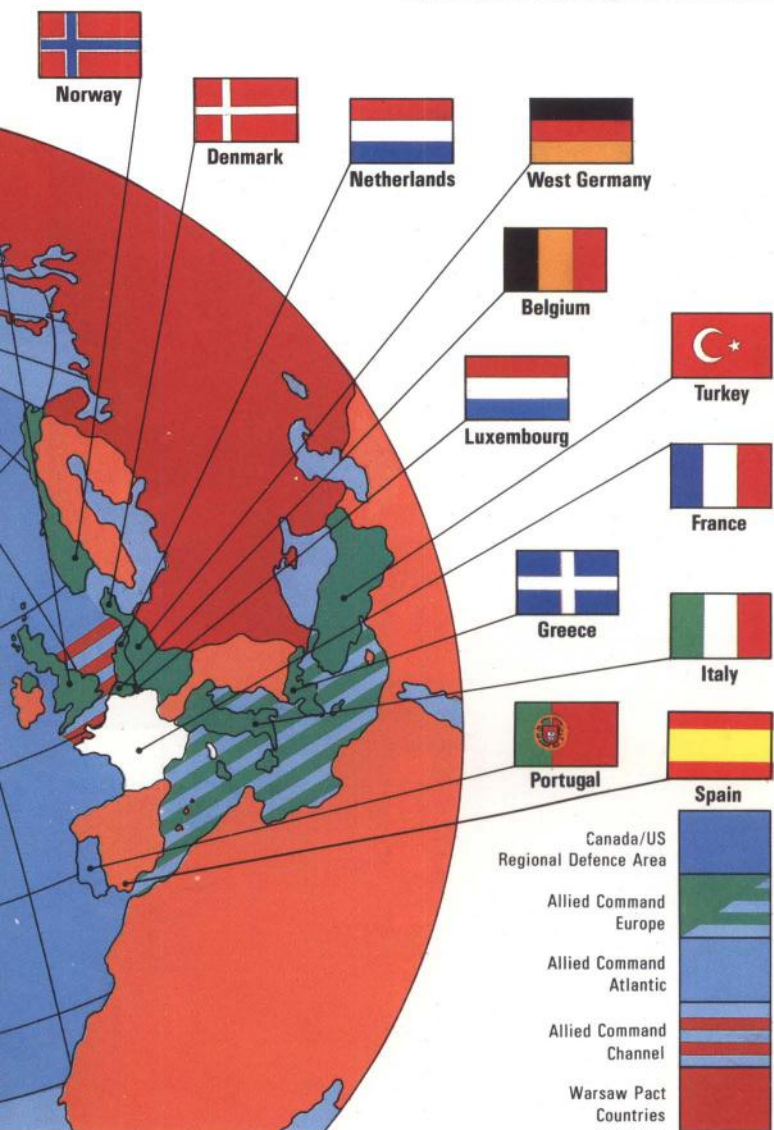 Norway
Denmark
Netherlands
West Germany
Belgium
Turkey
Luxembourg
France
Greece
Italy
Portugal
Spain
Canada/US
Regional Defence Area
Allied Command
Europe
Allied Command
Atlantic
Allied Command
Channel
Warsaw Pact
Countries